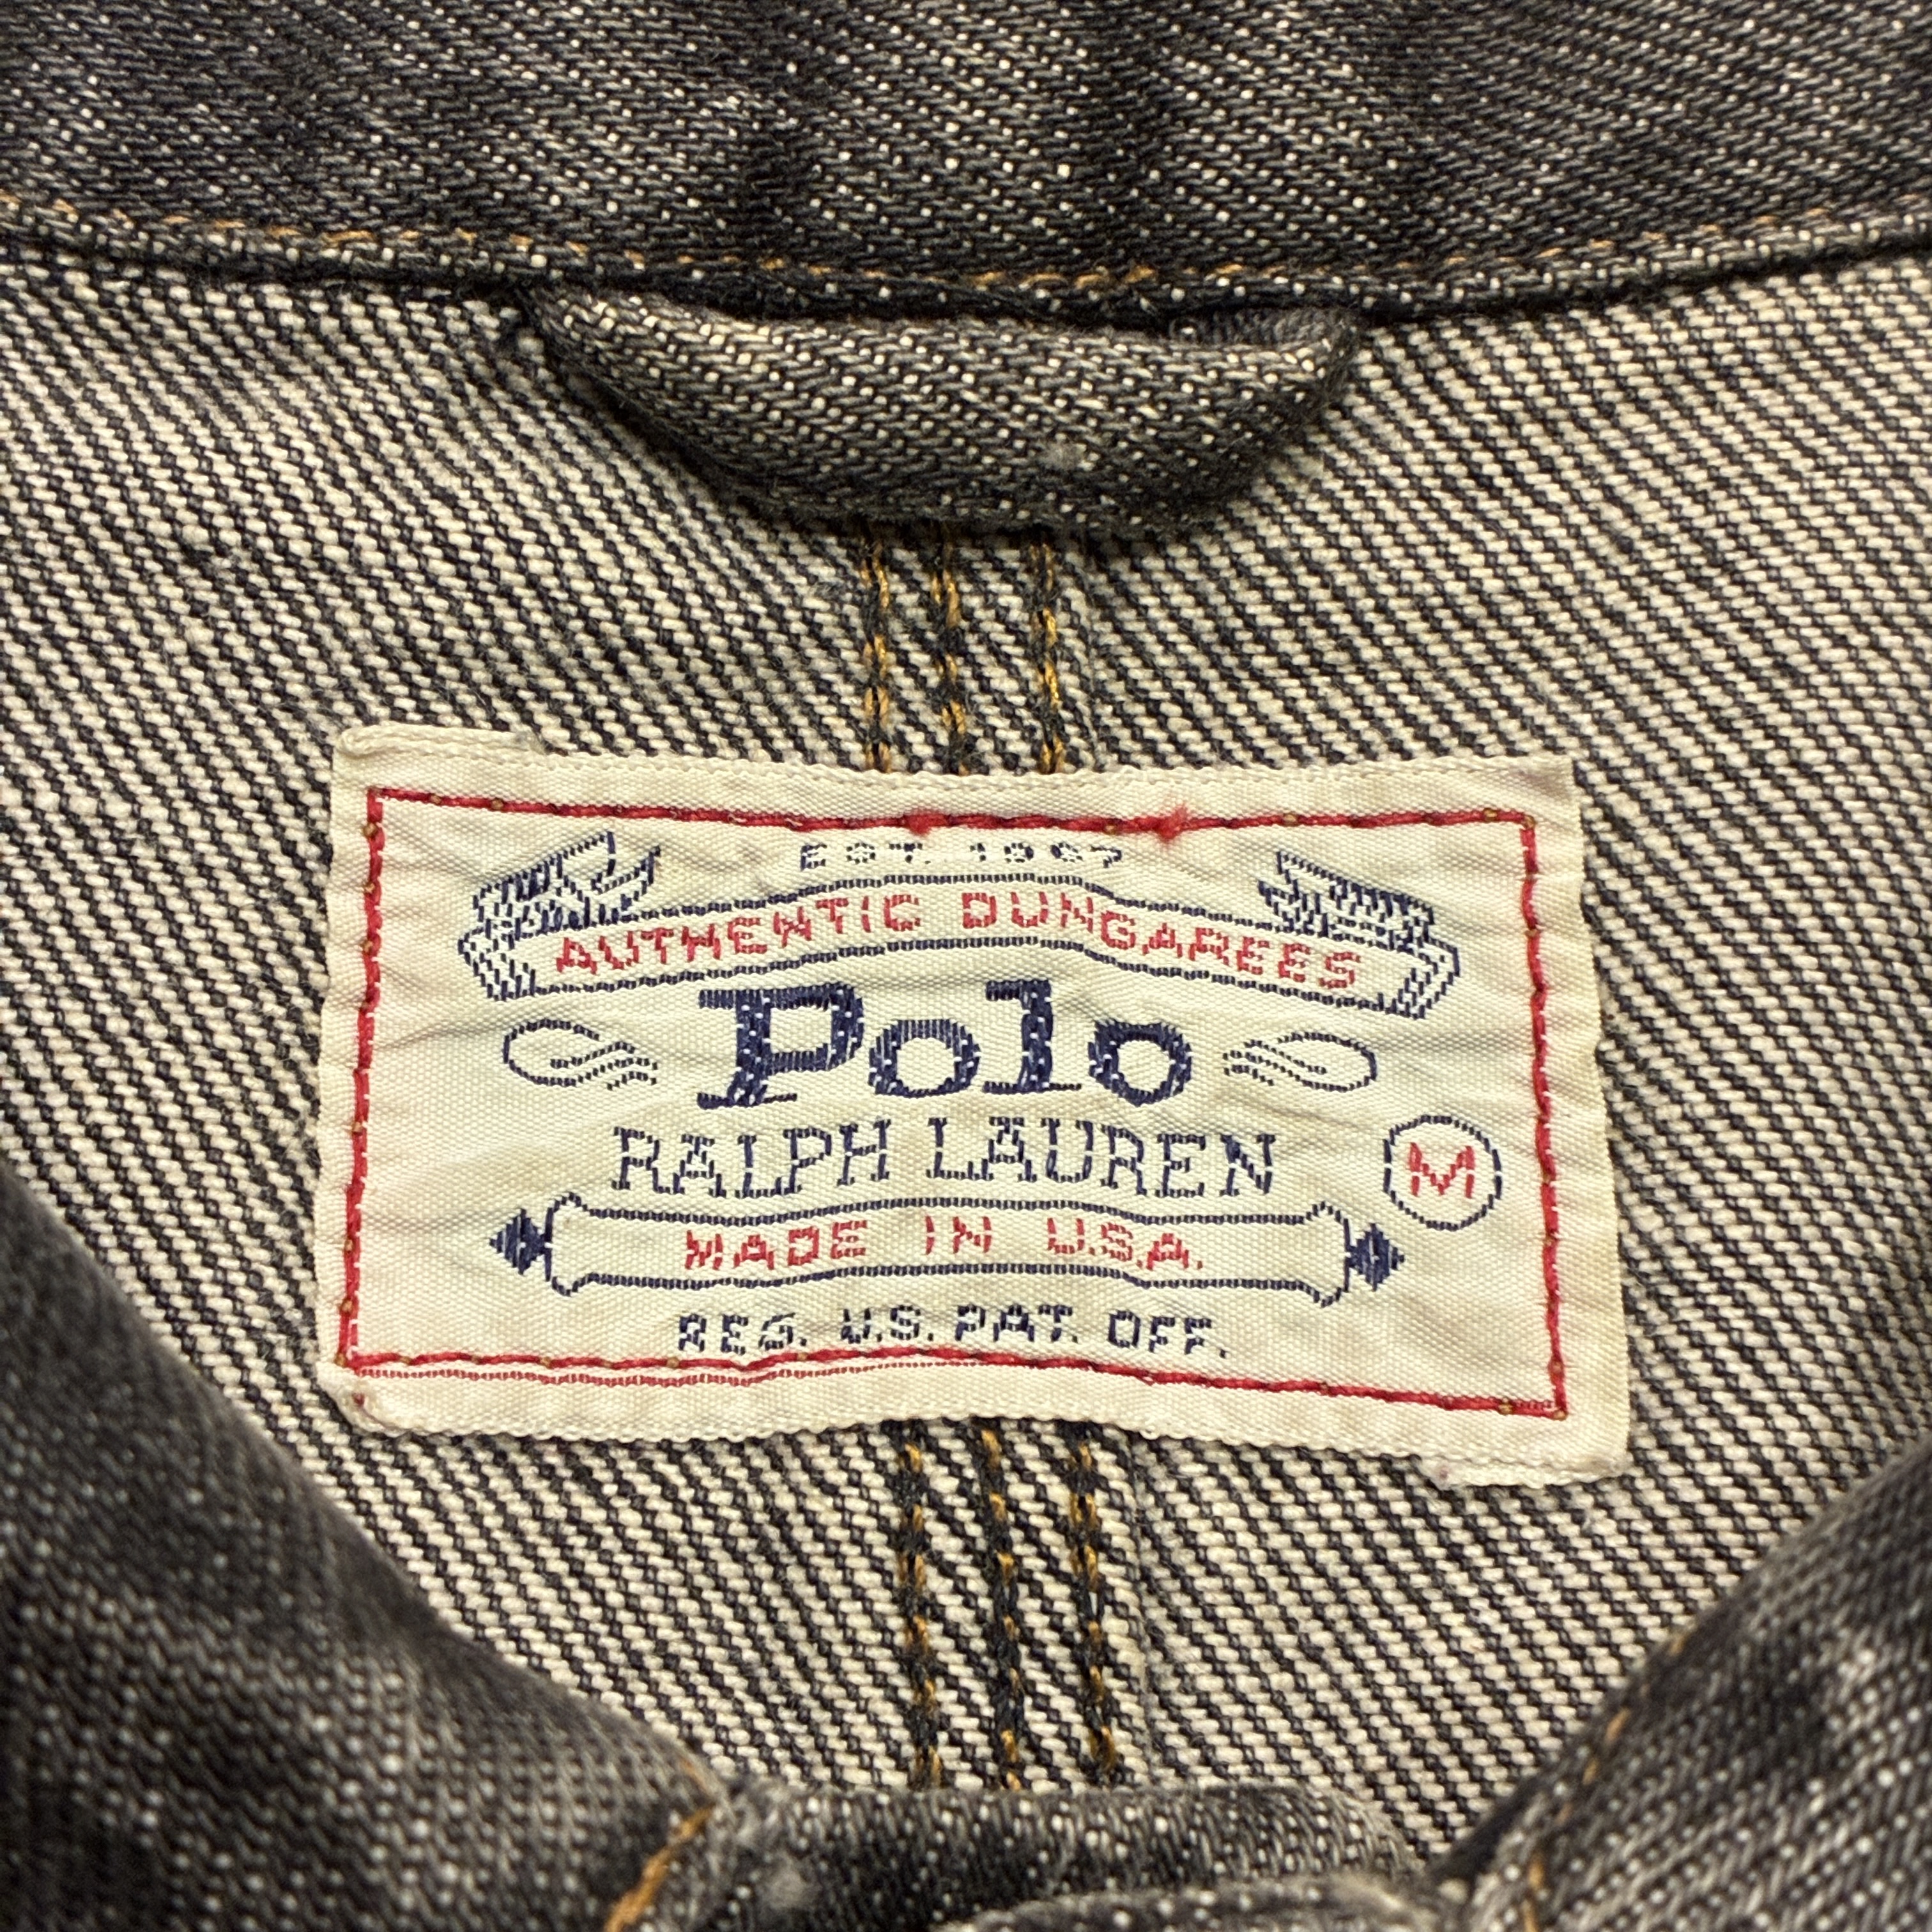 EST. 1967
AUTHENTIC DUNGAREES
Polo
RALPH LAUREN
M
MADE IN U.S.A.
REG. U.S. PAT. OFF.